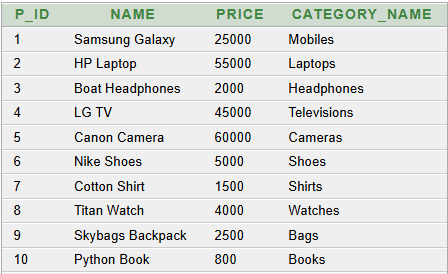 P_ID NAME PRICE CATEGORY_NAME
1 Samsung Galaxy 25000 Mobiles
2 HP Laptop 55000 Laptops
3 Boat Headphones 2000 Headphones
4 LG TV 45000 Televisions
5 Canon Camera 60000 Cameras
6 Nike Shoes 5000 Shoes
7 Cotton Shirt 1500 Shirts
8 Titan Watch 4000 Watches
9 Skybags Backpack 2500 Bags
10 Python Book 800 Books